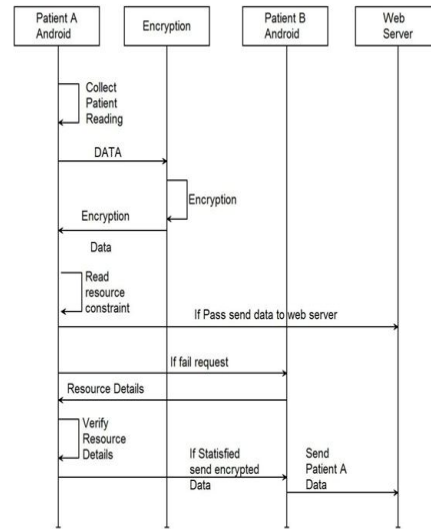 Patient A
Android
Encryption
Patient B
Android
Web
Server
Collect
Patient
Reading
DATA
Encryption
Encryption
Data
Read
resource
constraint
If Pass send data to web server
If fail request
Resource Details
Verify
Resource
Details
If Statisfied
send encrypted
Data
Send
Patient A
Data